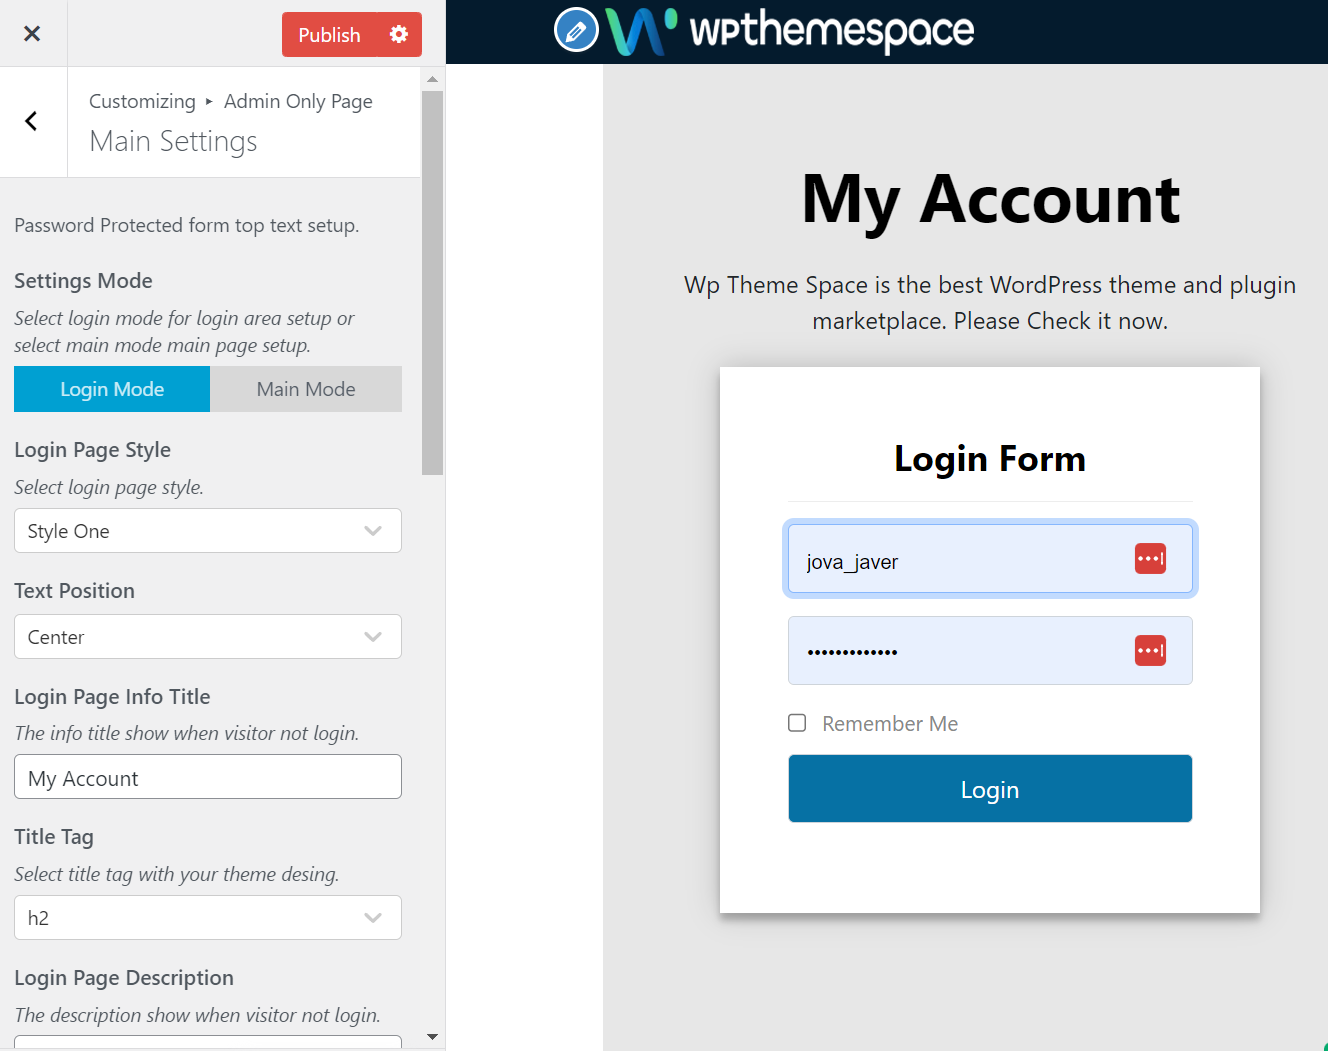 Publish
Customizing ▸ Admin Only Page
Main Settings
Password Protected form top text setup.
Settings Mode
Select login mode for login area setup or
select main mode main page setup.
Login Mode
Main Mode
Login Page Style
Select login page style.
Style One
Text Position
Center
Login Page Info Title
The info title show when visitor not login.
My Account
Title Tag
Select title tag with your theme desing.
h2
Login Page Description
The description show when visitor not login.
wpthemespace
My Account
Wp Theme Space is the best WordPress theme and plugin
marketplace. Please Check it now.
Login Form
jova_javer
•••••••••••••
Remember Me
Login